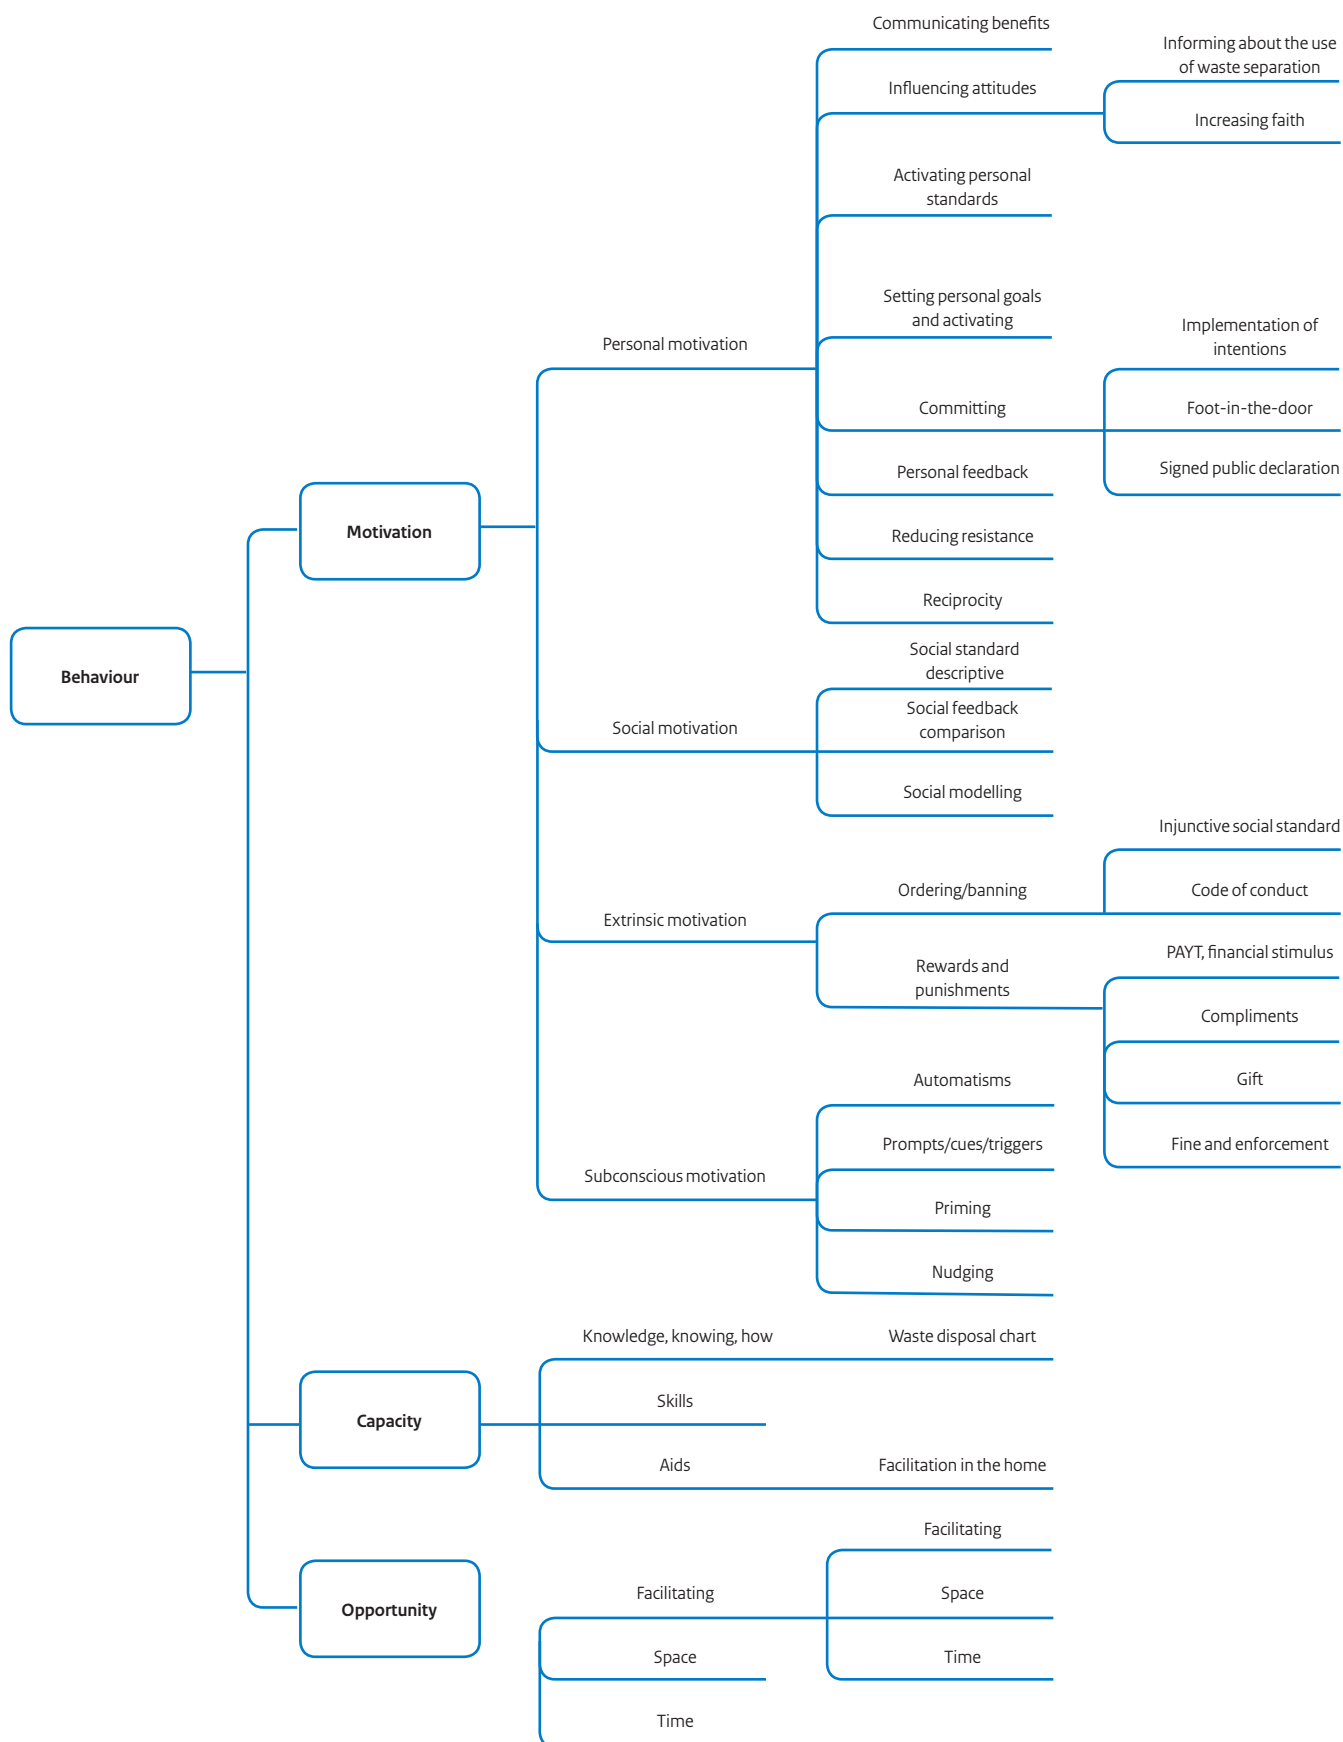 Communicating benefits
Informing about the use
of waste separation
Influencing attitudes
Increasing faith
Activating personal
standards
Setting personal goals
and activating
Implementation of
intentions
Personal motivation
Committing
Foot-in-the-door
Personal feedback
Signed public declaration
Motivation
Reducing resistance
Reciprocity
Behaviour
Social standard
descriptive
Social motivation
Social feedback
comparison
Social modelling
Injunctive social standard
Ordering/banning
Code of conduct
Extrinsic motivation
Rewards and
punishments
PAYT, financial stimulus
Compliments
Automatisms
Gift
Prompts/cues/triggers
Fine and enforcement
Subconscious motivation
Priming
Nudging
Knowledge, knowing, how
Waste disposal chart
Skills
Capacity
Aids
Facilitation in the home
Facilitating
Facilitating
Space
Opportunity
Space
Time
Time